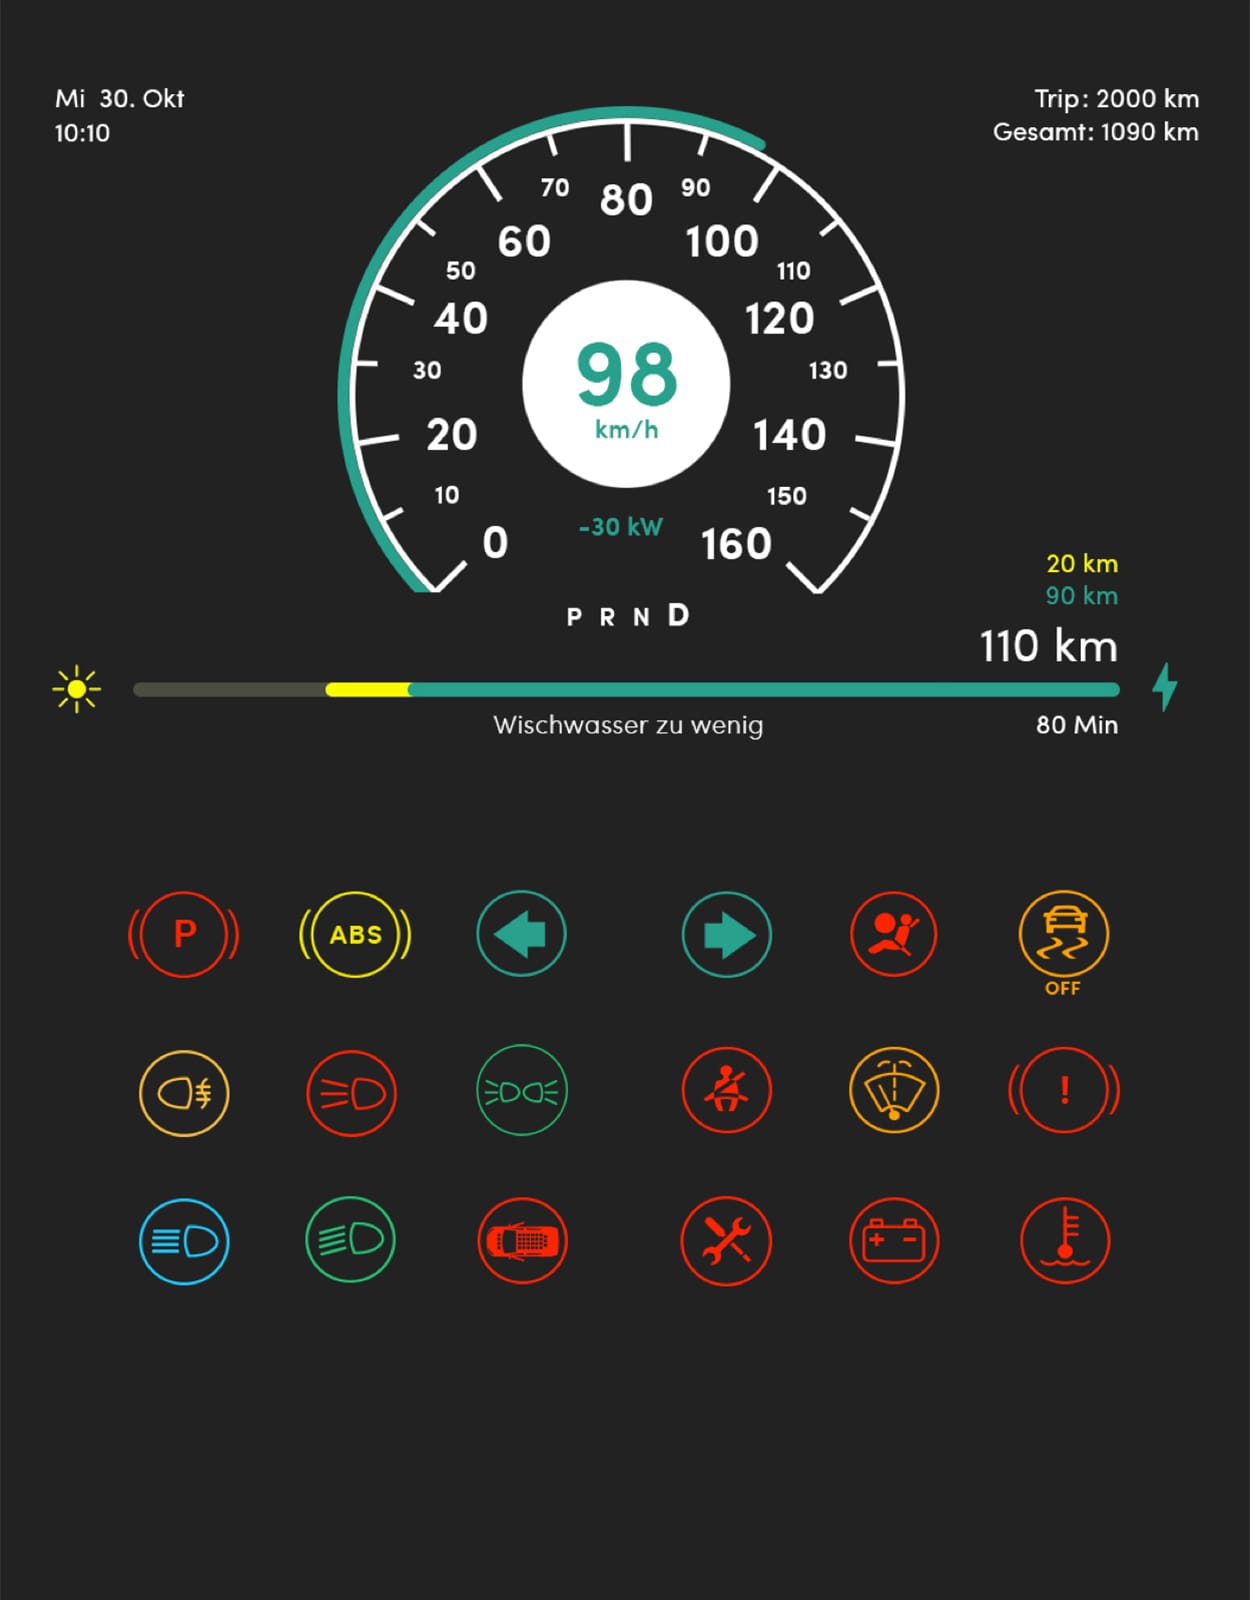 Mi 30. Okt
10:10
Trip: 2000 km
Gesamt: 1090 km
70 80 90
60 100
50 110
40 120
30 130
20 140
10 150
0 160
98
km/h
-30 kW
P R N D
20 km
90 km
110 km
Wischwasser zu wenig
80 Min
P
ABS
OFF
!